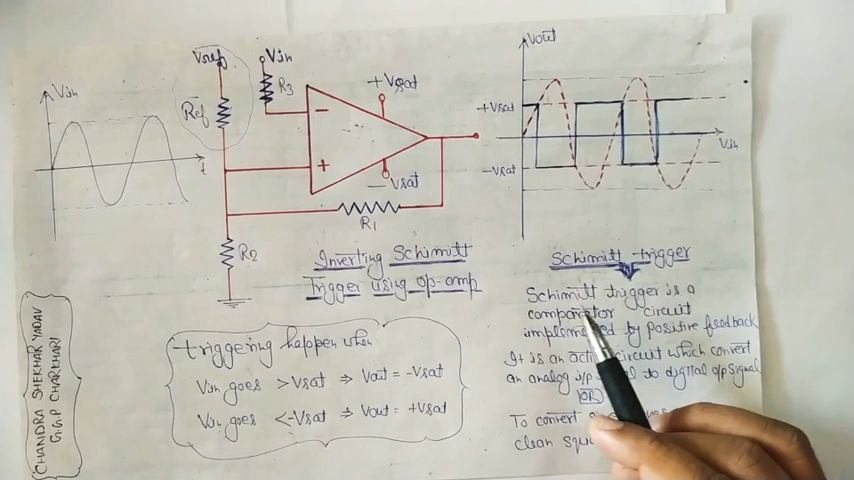 Vin
t
Vref
Ref
Vin
R3
−
+
+Vsat
−Vsat
R1
R2
Inverting Schimitt
Trigger using op-amp
Vout
+Vsat
−Vsat
Vin
Schimitt trigger
Schimitt trigger is a
comparator circuit
implemented by positive feedback
It is an active circuit which convert
an analog i/p signal to digital o/p signal
OR
To convert
clean
triggering happen when
Vin goes >Vsat ⇒ Vout = -Vsat
Vin goes <-Vsat ⇒ Vout = +Vsat
CHANDRA SHEKHAR YADAV
G.G.P CHARKHARI